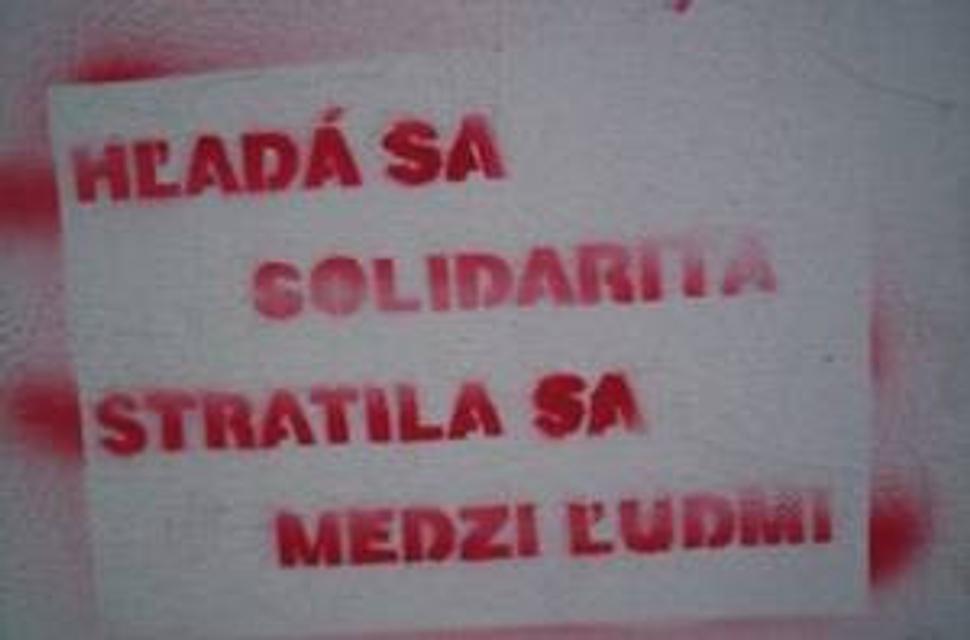 HĽADÁ SA
SOLIDARITA
STRATILA SA
MEDZI ĽUDMI